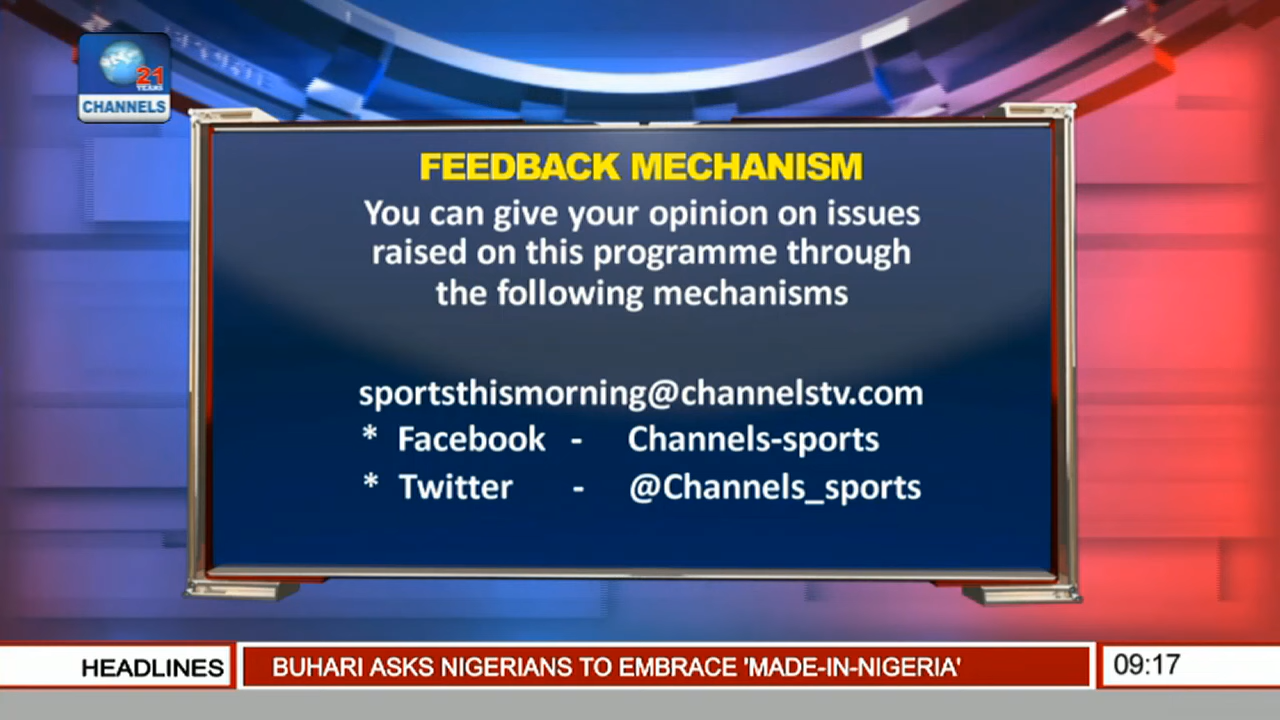 21
YEARS
CHANNELS
FEEDBACK MECHANISM
You can give your opinion on issues
raised on this programme through
the following mechanisms
sportsthismorning@channelstv.com
* Facebook - Channels-sports
* Twitter - @Channels_sports
HEADLINES BUHARI ASKS NIGERIANS TO EMBRACE 'MADE-IN-NIGERIA' 09:17